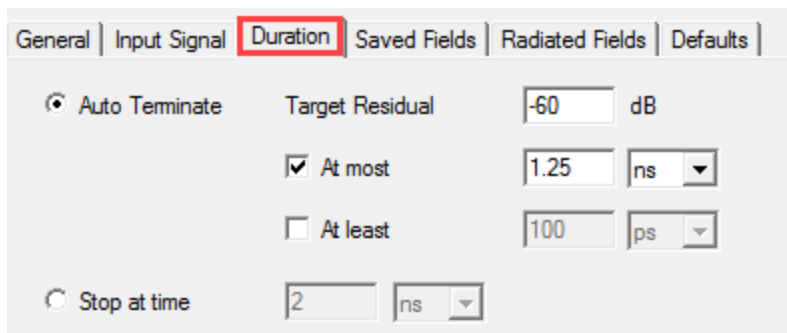 General Input Signal Duration Saved Fields Radiated Fields Defaults
Auto Terminate Target Residual -60 dB
At most 1.25 ns
At least 100 ps
Stop at time 2 ns